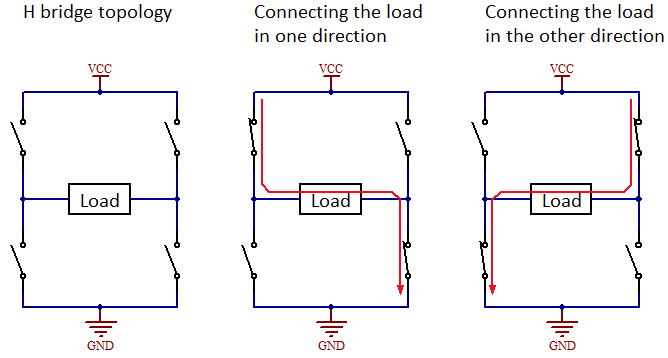 H bridge topology
Connecting the load
in one direction
Connecting the load
in the other direction
VCC
VCC
VCC
Load
Load
Load
GND
GND
GND